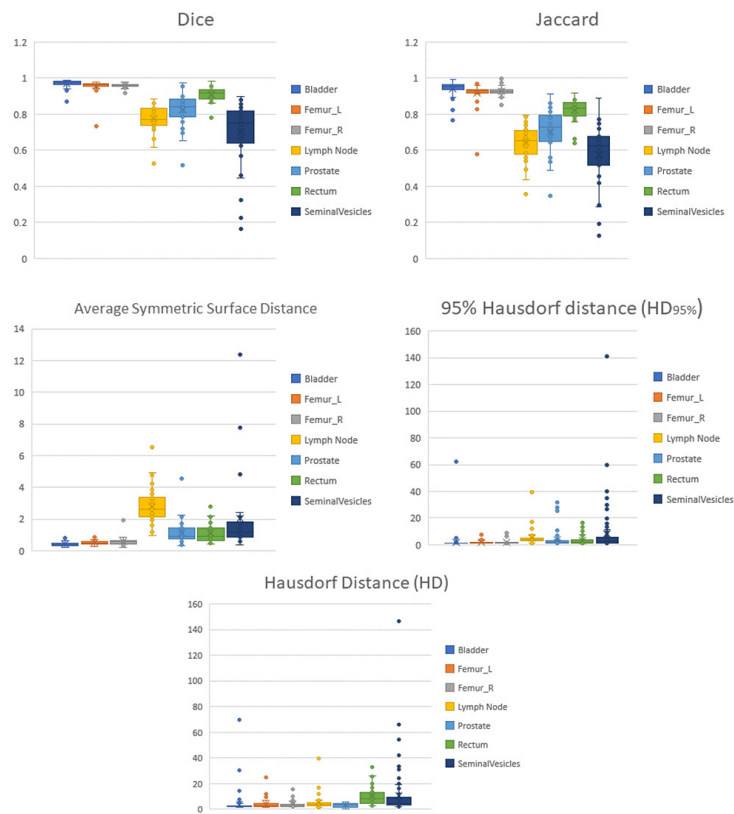 Dice
1.2
1
0.8
0.6
0.4
0.2
0
Bladder
Femur_L
Femur_R
Lymph Node
Prostate
Rectum
SeminalVesicles
Jaccard
1.2
1
0.8
0.6
0.4
0.2
0
Bladder
Femur_L
Femur_R
Lymph Node
Prostate
Rectum
SeminalVesicles
Average Symmetric Surface Distance
14
12
10
8
6
4
2
0
Bladder
Femur_L
Femur_R
Lymph Node
Prostate
Rectum
SeminalVesicles
95% Hausdorf distance (HD95%)
160
140
120
100
80
60
40
20
0
Bladder
Femur_L
Femur_R
Lymph Node
Prostate
Rectum
SeminalVesicles
Hausdorf Distance (HD)
160
140
120
100
80
60
40
20
0
Bladder
Femur_L
Femur_R
Lymph Node
Prostate
Rectum
SeminalVesicles